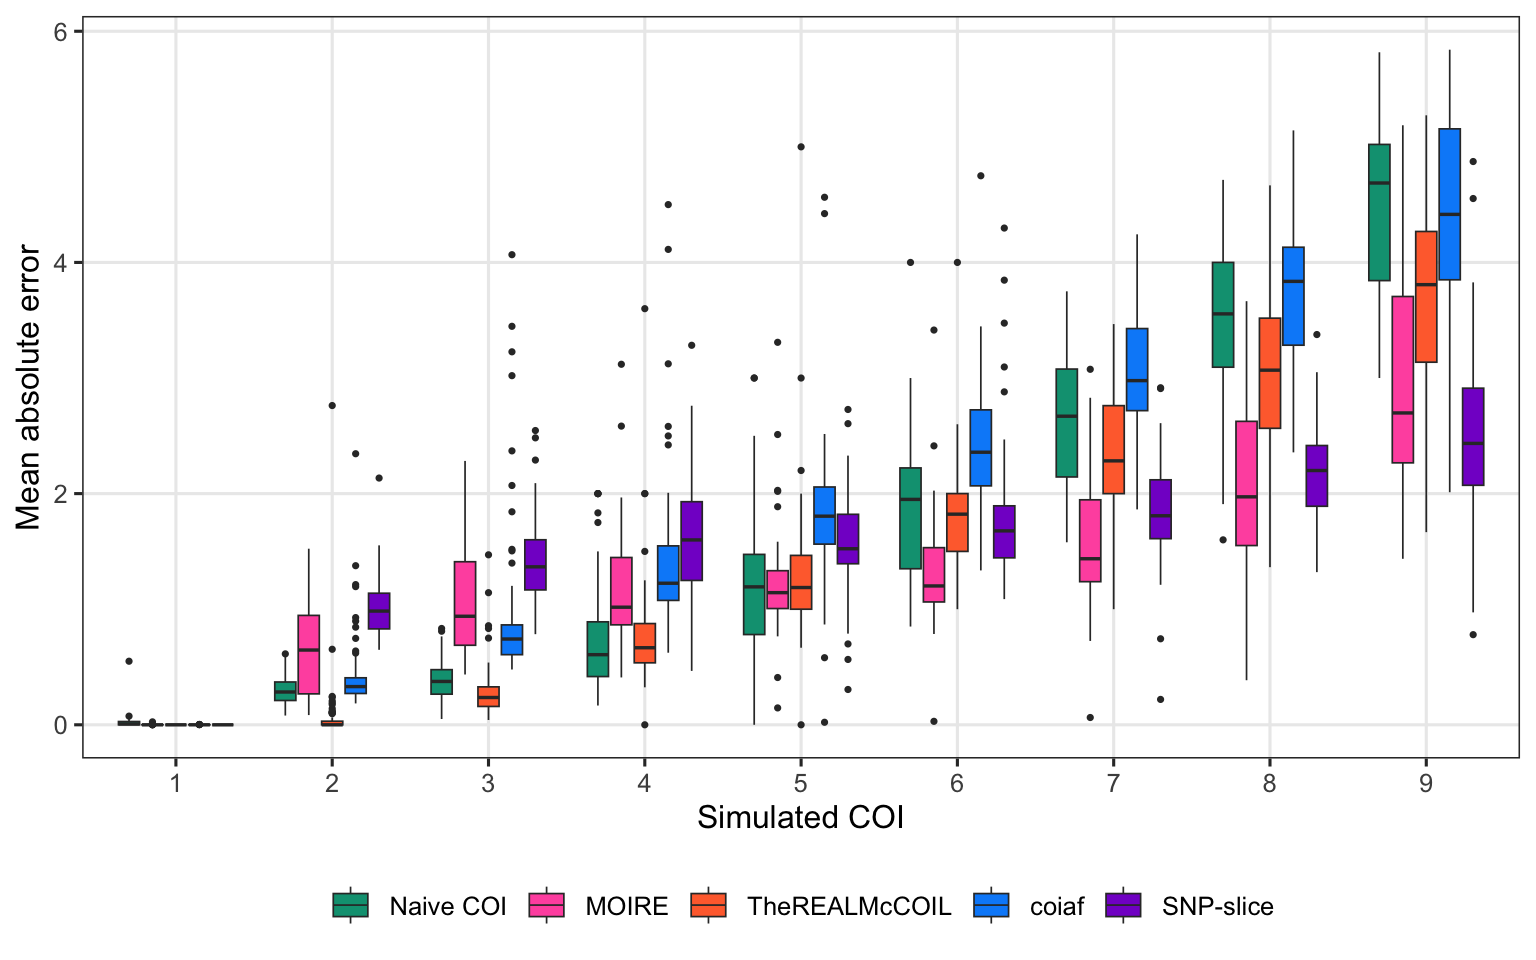 Mean absolute error
6
4
2
0
1 2 3 4 5 6 7 8 9
Simulated COI
Naive COI MOIRE TheREALMcCOIL coiaf SNP-slice